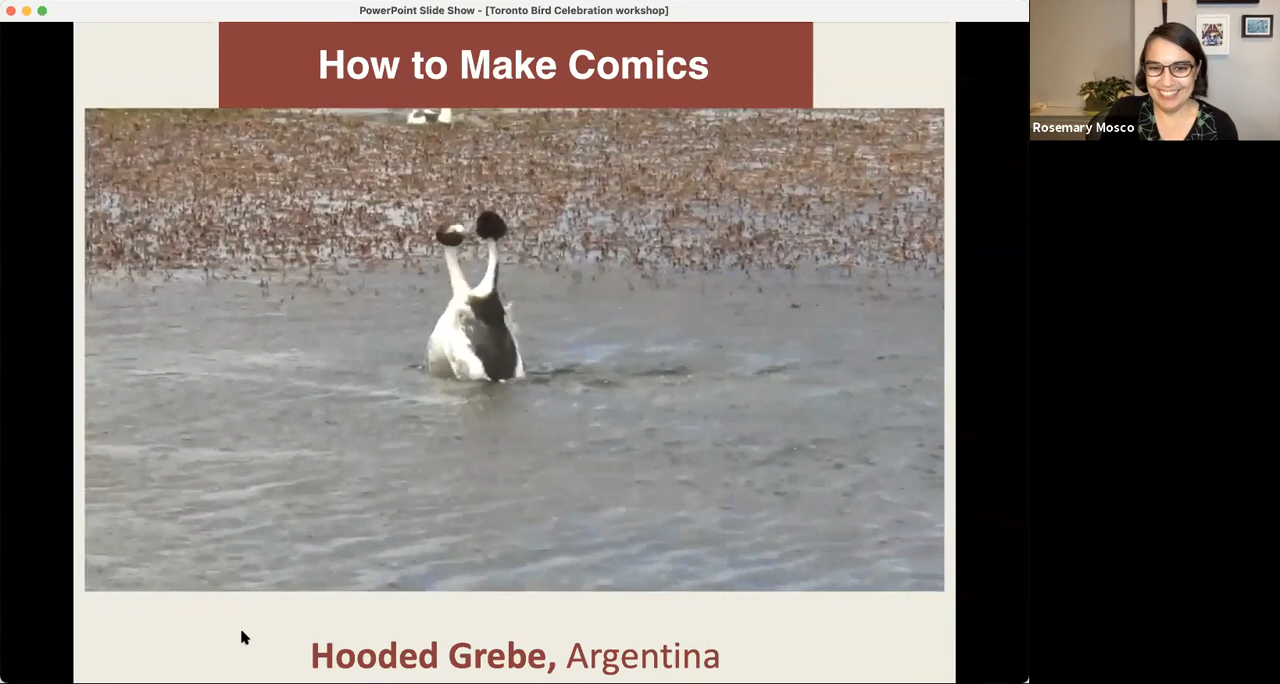 PowerPoint Slide Show - [Toronto Bird Celebration workshop]
How to Make Comics
Rosemary Mosco
Hooded Grebe, Argentina